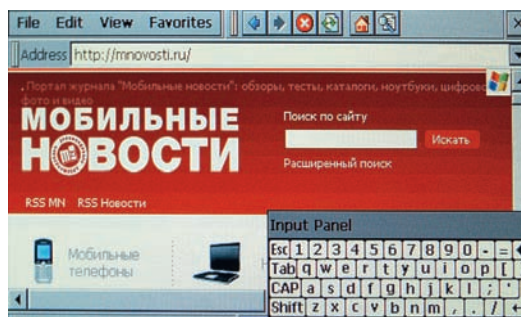 File Edit View Favorites
Address http://mnovosti.ru/
. Портал журнала "Мобильные новости": обзоры, тесты, каталоги, ноутбуки, цифрово
фото и видео
МОБИЛЬНЫЕ
НОВОСТИ
Поиск по сайту
Искать
Расширенный поиск
RSS MN RSS Новости
Мобильные
телефоны
Input Panel
Esc 1 2 3 4 5 6 7 8 9 0 - =
Tab q w e r t y u i o p [
CAP a s d f g h j k l ; '
Shift z x c v b n m , . /